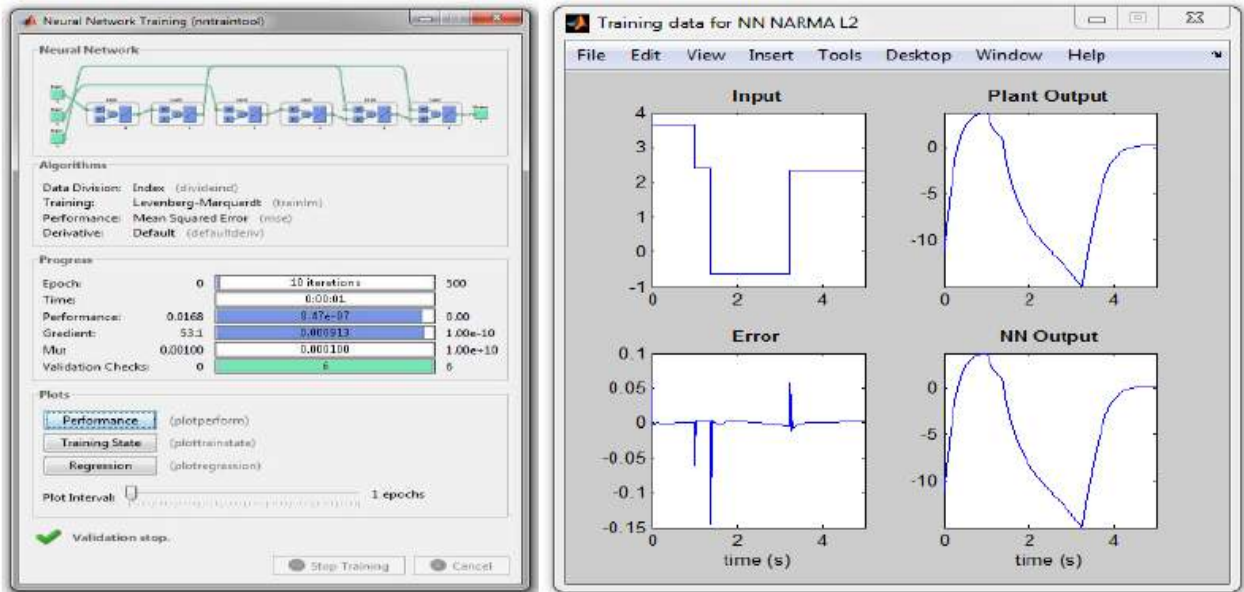 Neural Network Training (nntraintool)
Neural Network
Algorithms
Data Division: Index (divideind)
Training: Levenberg-Marquardt (trainlm)
Performance: Mean Squared Error (mse)
Derivative: Default (defaultderiv)
Progress
Epoch: 0 10 iterations 500
Time: 0:00:01
Performance: 0.0168 8.47e-07 0.00
Gradient: 53.1 0.000913 1.00e-10
Mu: 0.00100 0.000100 1.00e+10
Validation Checks: 0 6 6
Plots
Performance (plotperform)
Training State (plottrainstate)
Regression (plotregression)
Plot Interval: 1 epochs
Validation stop.
Stop Training Cancel
Training data for NN NARMA L2
File Edit View Insert Tools Desktop Window Help
Input
4
3
2
1
0
-1
0 2 4
Plant Output
0
-5
-10
0 2 4
Error
0.1
0.05
0
-0.05
-0.1
-0.15
0 2 4
time (s)
NN Output
0
-5
-10
0 2 4
time (s)